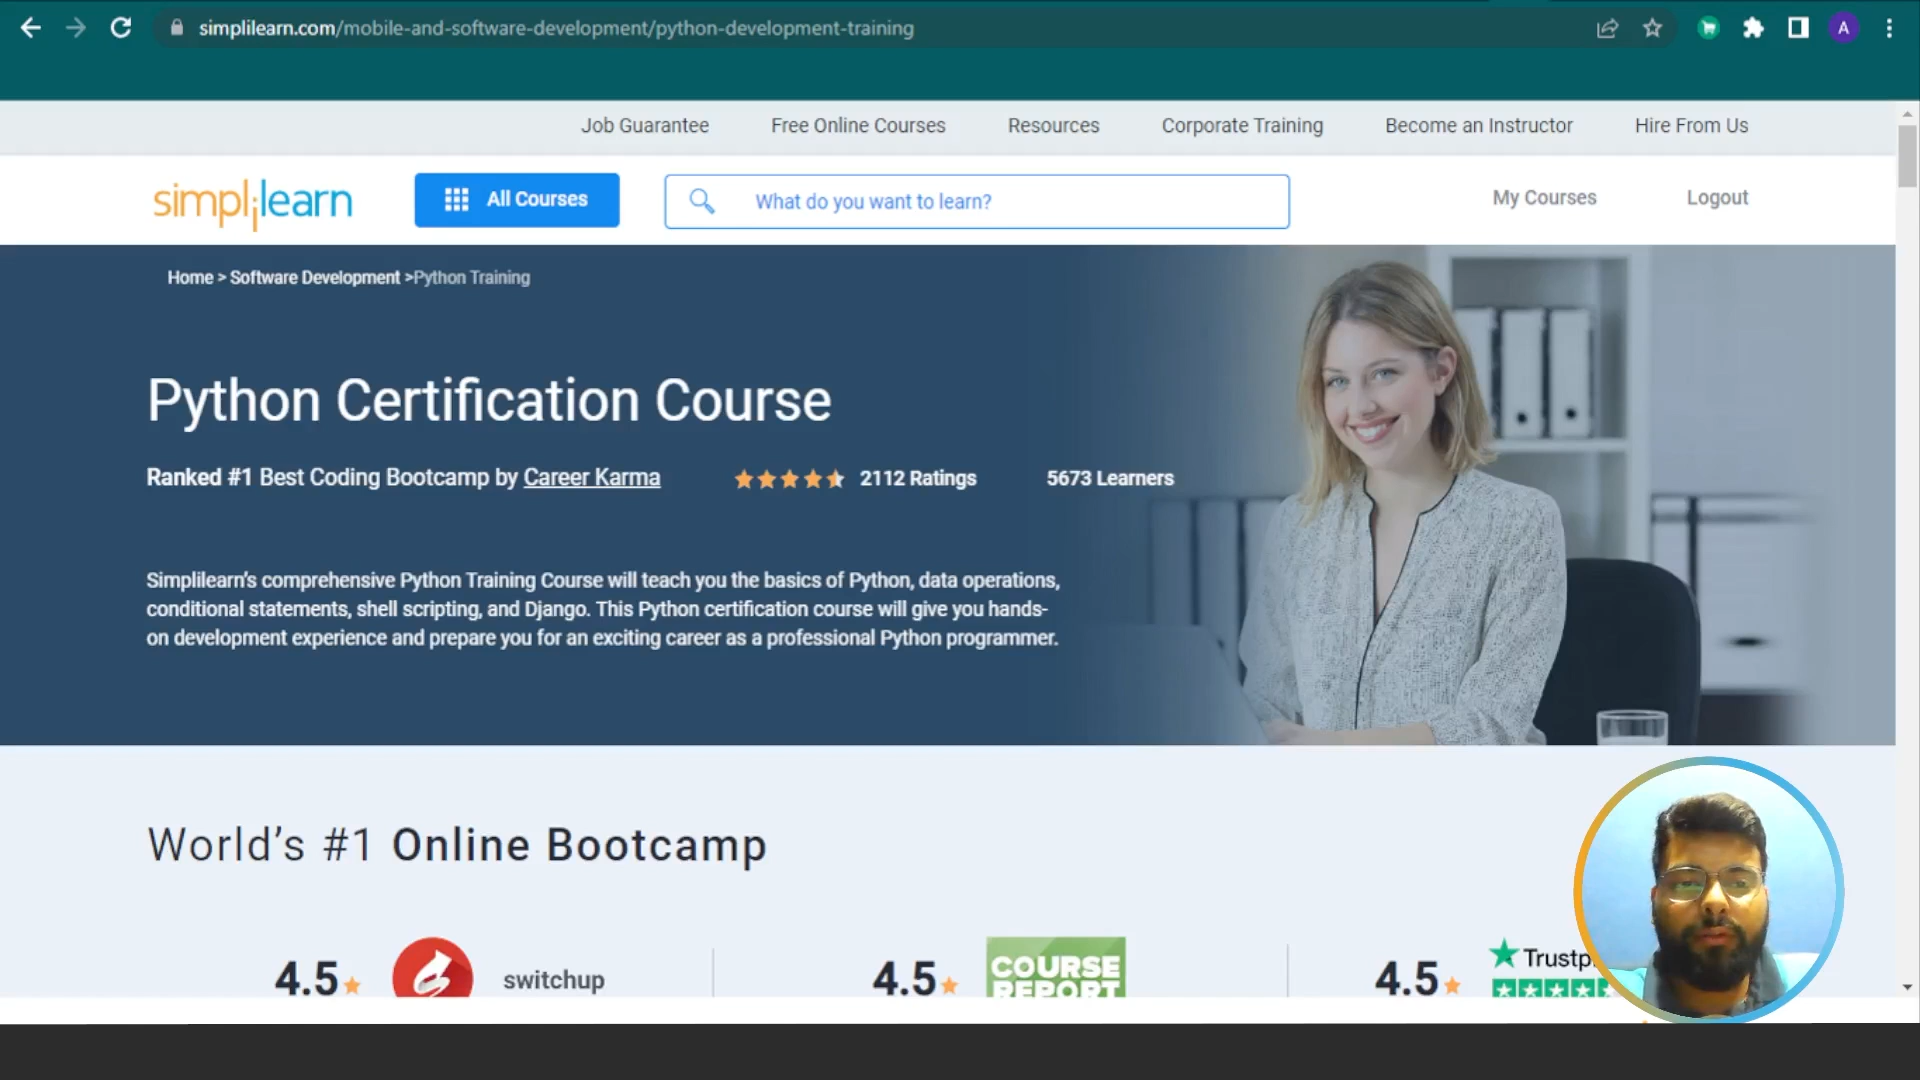 simplilearn.com/mobile-and-software-development/python-development-training
A
Job Guarantee Free Online Courses Resources Corporate Training Become an Instructor Hire From Us
simplilearn All Courses What do you want to learn? My Courses Logout
Home > Software Development >Python Training
Python Certification Course
Ranked #1 Best Coding Bootcamp by Career Karma 2112 Ratings 5673 Learners
Simplilearn's comprehensive Python Training Course will teach you the basics of Python, data operations,
conditional statements, shell scripting, and Django. This Python certification course will give you hands-
on development experience and prepare you for an exciting career as a professional Python programmer.
World's #1 Online Bootcamp
4.5 switchup 4.5 COURSE REPORT 4.5 Trustp